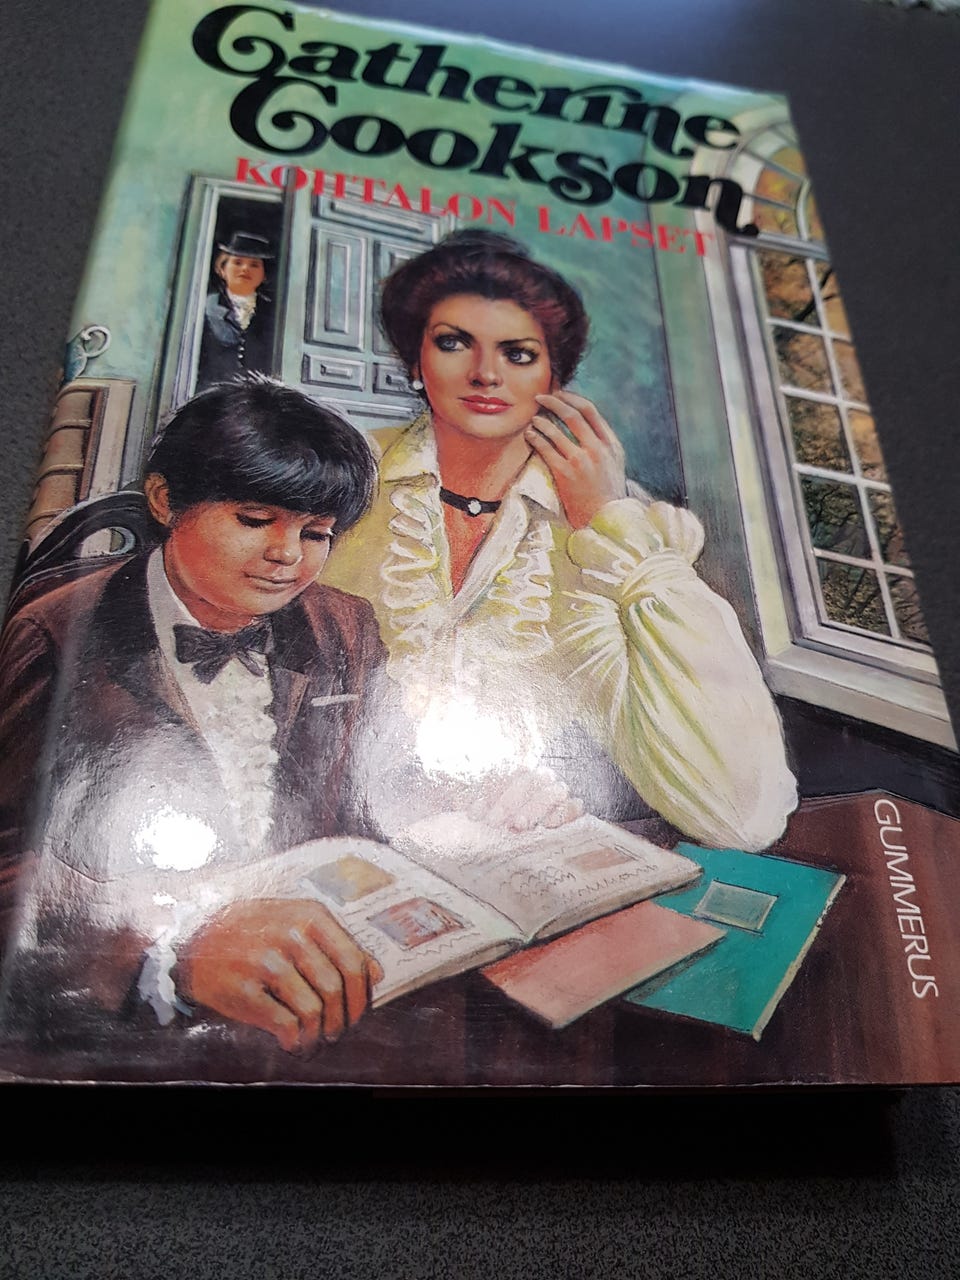 Catherine
Cookson
KOHTALON LAPSET
GUMMERUS